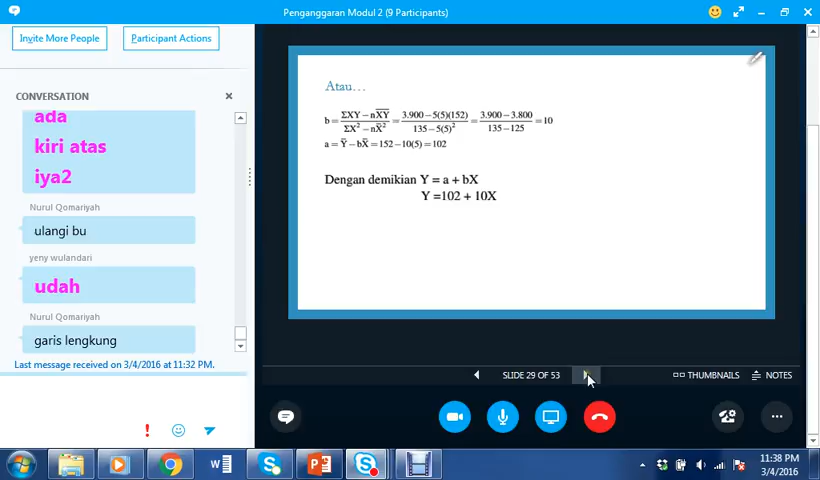 Penganggaran Modul 2 (9 Participants)
Invite More People
Participant Actions
CONVERSATION
ada
kiri atas
iya2
Nurul Qomariyah
ulangi bu
yeny wulandari
udah
Nurul Qomariyah
garis lengkung
Last message received on 3/4/2016 at 11:32 PM.
Atau…
b = (ΣXY – nX̅Y̅)/(ΣX² – nX̅²) = (3.900 – 5(5)(152))/(135 – 5(5)²) = (3.900 – 3.800)/(135 – 125) = 10
a = Y̅ – bX̅ = 152 – 10(5) = 102
Dengan demikian Y = a + bX
Y =102 + 10X
SLIDE 29 OF 53
THUMBNAILS
NOTES
11:38 PM
3/4/2016